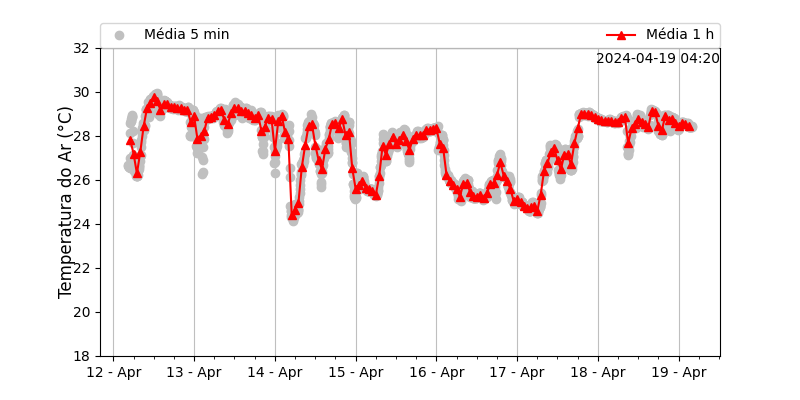 Média 5 min
Média 1 h
2024-04-19 04:20
Temperatura do Ar (°C)
32
30
28
26
24
22
20
18
12 - Apr
13 - Apr
14 - Apr
15 - Apr
16 - Apr
17 - Apr
18 - Apr
19 - Apr